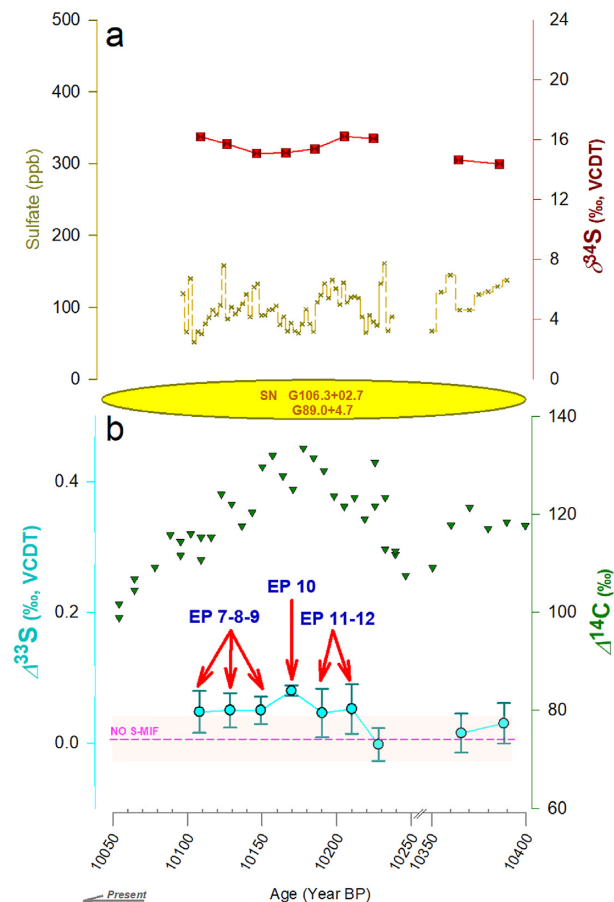 a
500
400
300
200
100
0
Sulfate (ppb)
24
20
16
12
8
4
0
δ34S (‰, VCDT)
SN G106.3+02.7
G89.0+4.7
b
0.4
0.2
0.0
Δ33S (‰, VCDT)
140
120
100
80
60
Δ14C (‰)
EP 10
EP 7-8-9
EP 11-12
NO S-MIF
10050
10100
10150
10200
10250
10350
10400
Present
Age (Year BP)